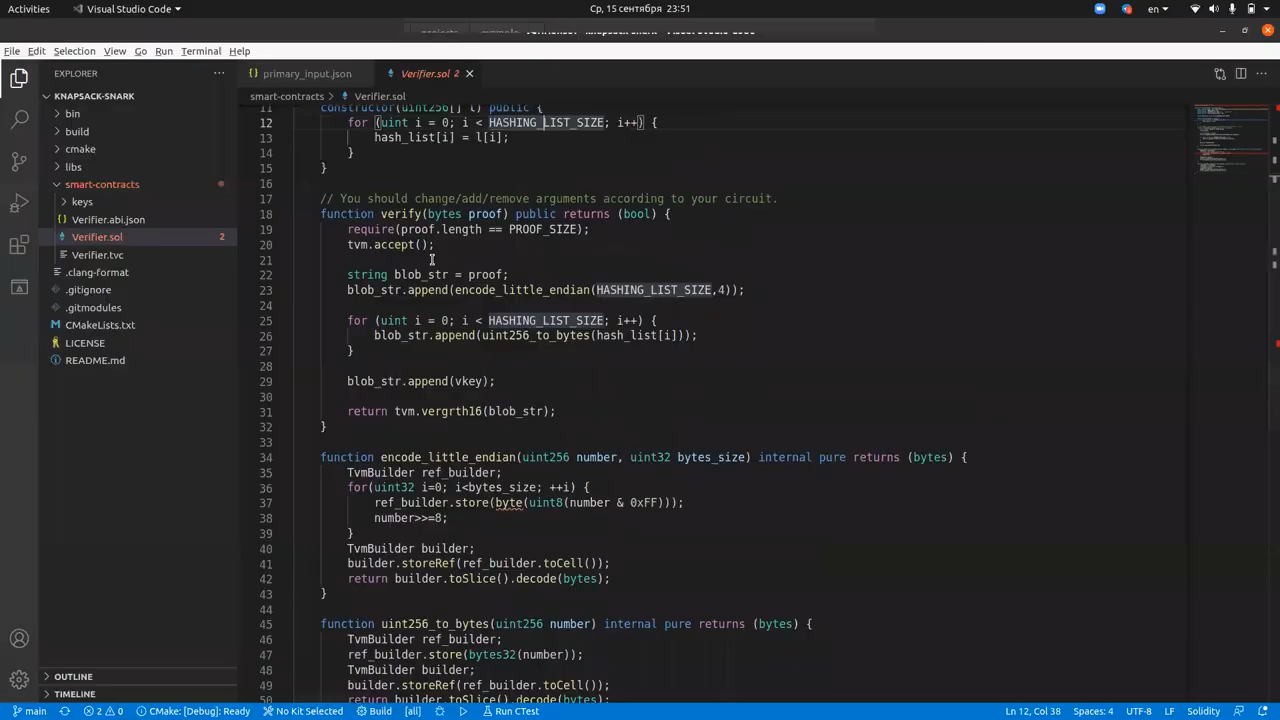 Activities
Visual Studio Code
Ср, 15 сентября 23:51
en
File Edit Selection View Go Run Terminal Help
EXPLORER
KNAPSACK-SNARK
bin
build
cmake
libs
smart-contracts
keys
Verifier.abi.json
Verifier.sol 2
Verifier.tvc
.clang-format
.gitignore
.gitmodules
CMakeLists.txt
LICENSE
README.md
OUTLINE
TIMELINE
primary_input.json
Verifier.sol 2
smart-contracts > Verifier.sol
11 constructor(uint256[] l) public {
12 for (uint i = 0; i < HASHING_LIST_SIZE; i++) {
13 hash_list[i] = l[i];
14 }
15 }
16
17 // You should change/add/remove arguments according to your circuit.
18 function verify(bytes proof) public returns (bool) {
19 require(proof.length == PROOF_SIZE);
20 tvm.accept();
21
22 string blob_str = proof;
23 blob_str.append(encode_little_endian(HASHING_LIST_SIZE,4));
24
25 for (uint i = 0; i < HASHING_LIST_SIZE; i++) {
26 blob_str.append(uint256_to_bytes(hash_list[i]));
27 }
28
29 blob_str.append(vkey);
30
31 return tvm.vergrth16(blob_str);
32 }
33
34 function encode_little_endian(uint256 number, uint32 bytes_size) internal pure returns (bytes) {
35 TvmBuilder ref_builder;
36 for(uint32 i=0; i<bytes_size; ++i) {
37 ref_builder.store(byte(uint8(number & 0xFF)));
38 number>>=8;
39 }
40 TvmBuilder builder;
41 builder.storeRef(ref_builder.toCell());
42 return builder.toSlice().decode(bytes);
43 }
44
45 function uint256_to_bytes(uint256 number) internal pure returns (bytes) {
46 TvmBuilder ref_builder;
47 ref_builder.store(bytes32(number));
48 TvmBuilder builder;
49 builder.storeRef(ref_builder.toCell());
50 return builder.toSlice().decode(bytes);
main 2 0 CMake: [Debug]: Ready No Kit Selected Build [all] Run CTest Ln 12, Col 38 Spaces: 4 UTF-8 LF Solidity